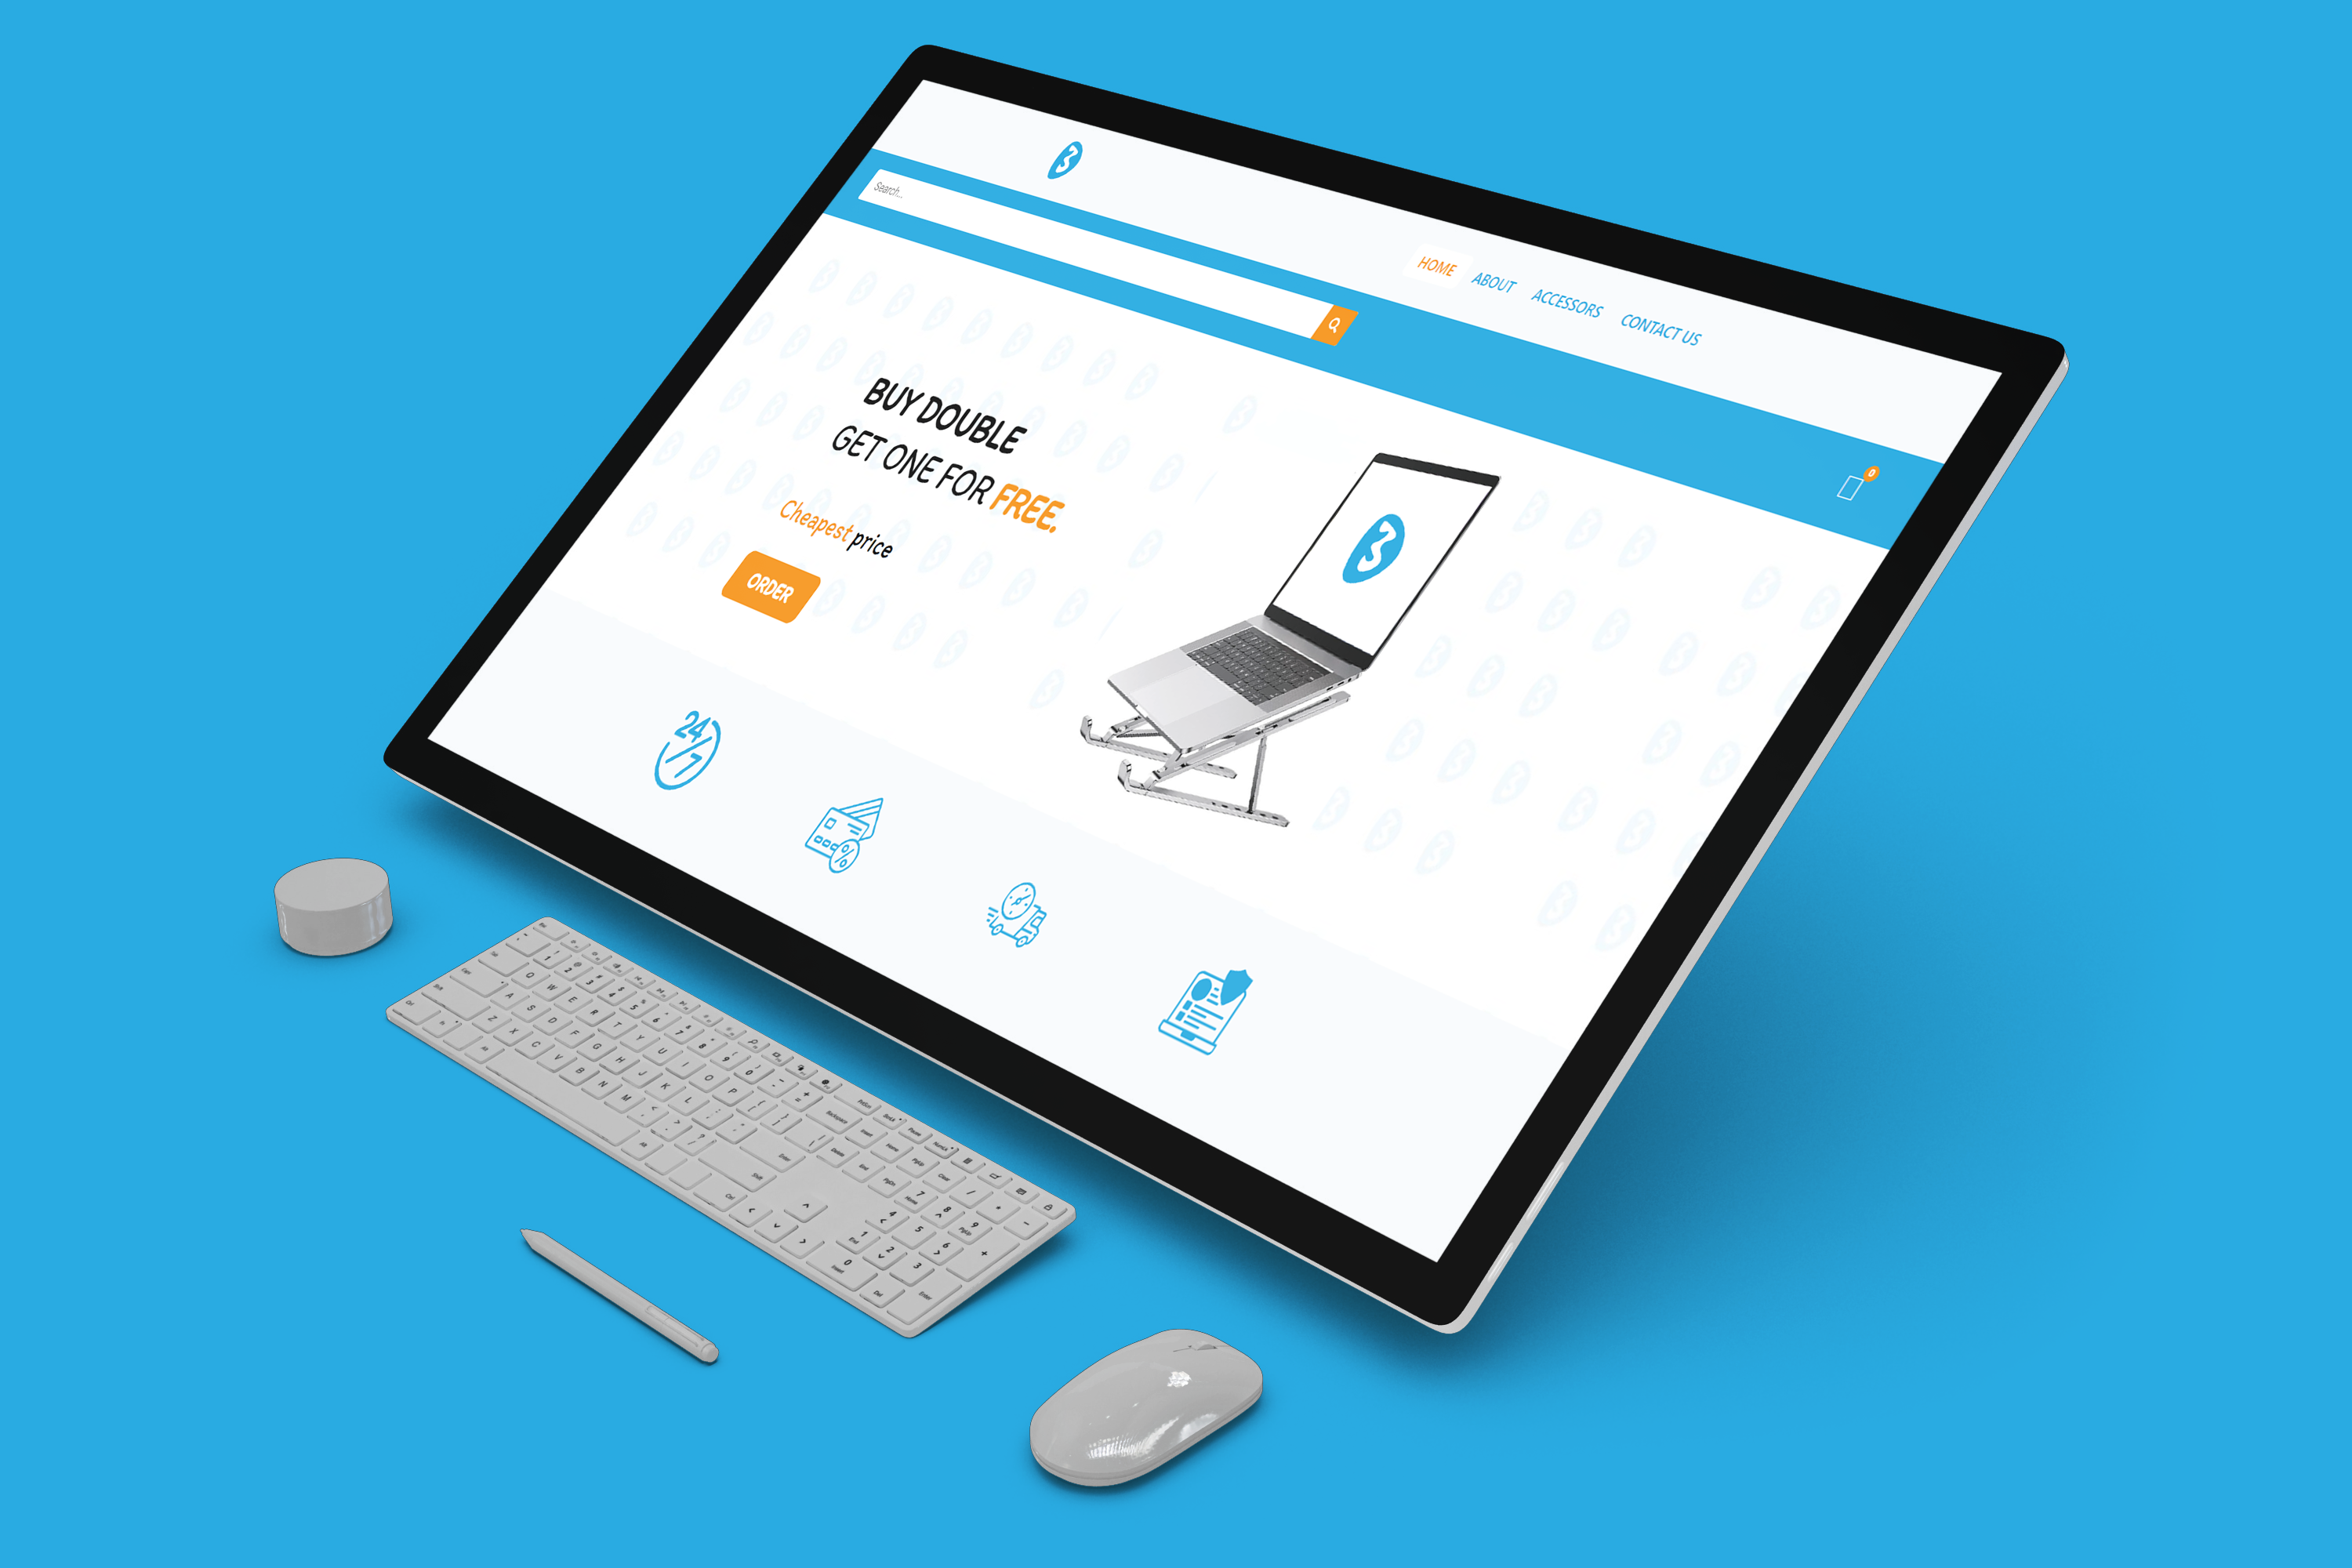 HOME ABOUT ACCESSORS CONTACT US
Search...
0
BUY DOUBLE
GET ONE FOR FREE.
Cheapest price
ORDER
24/7